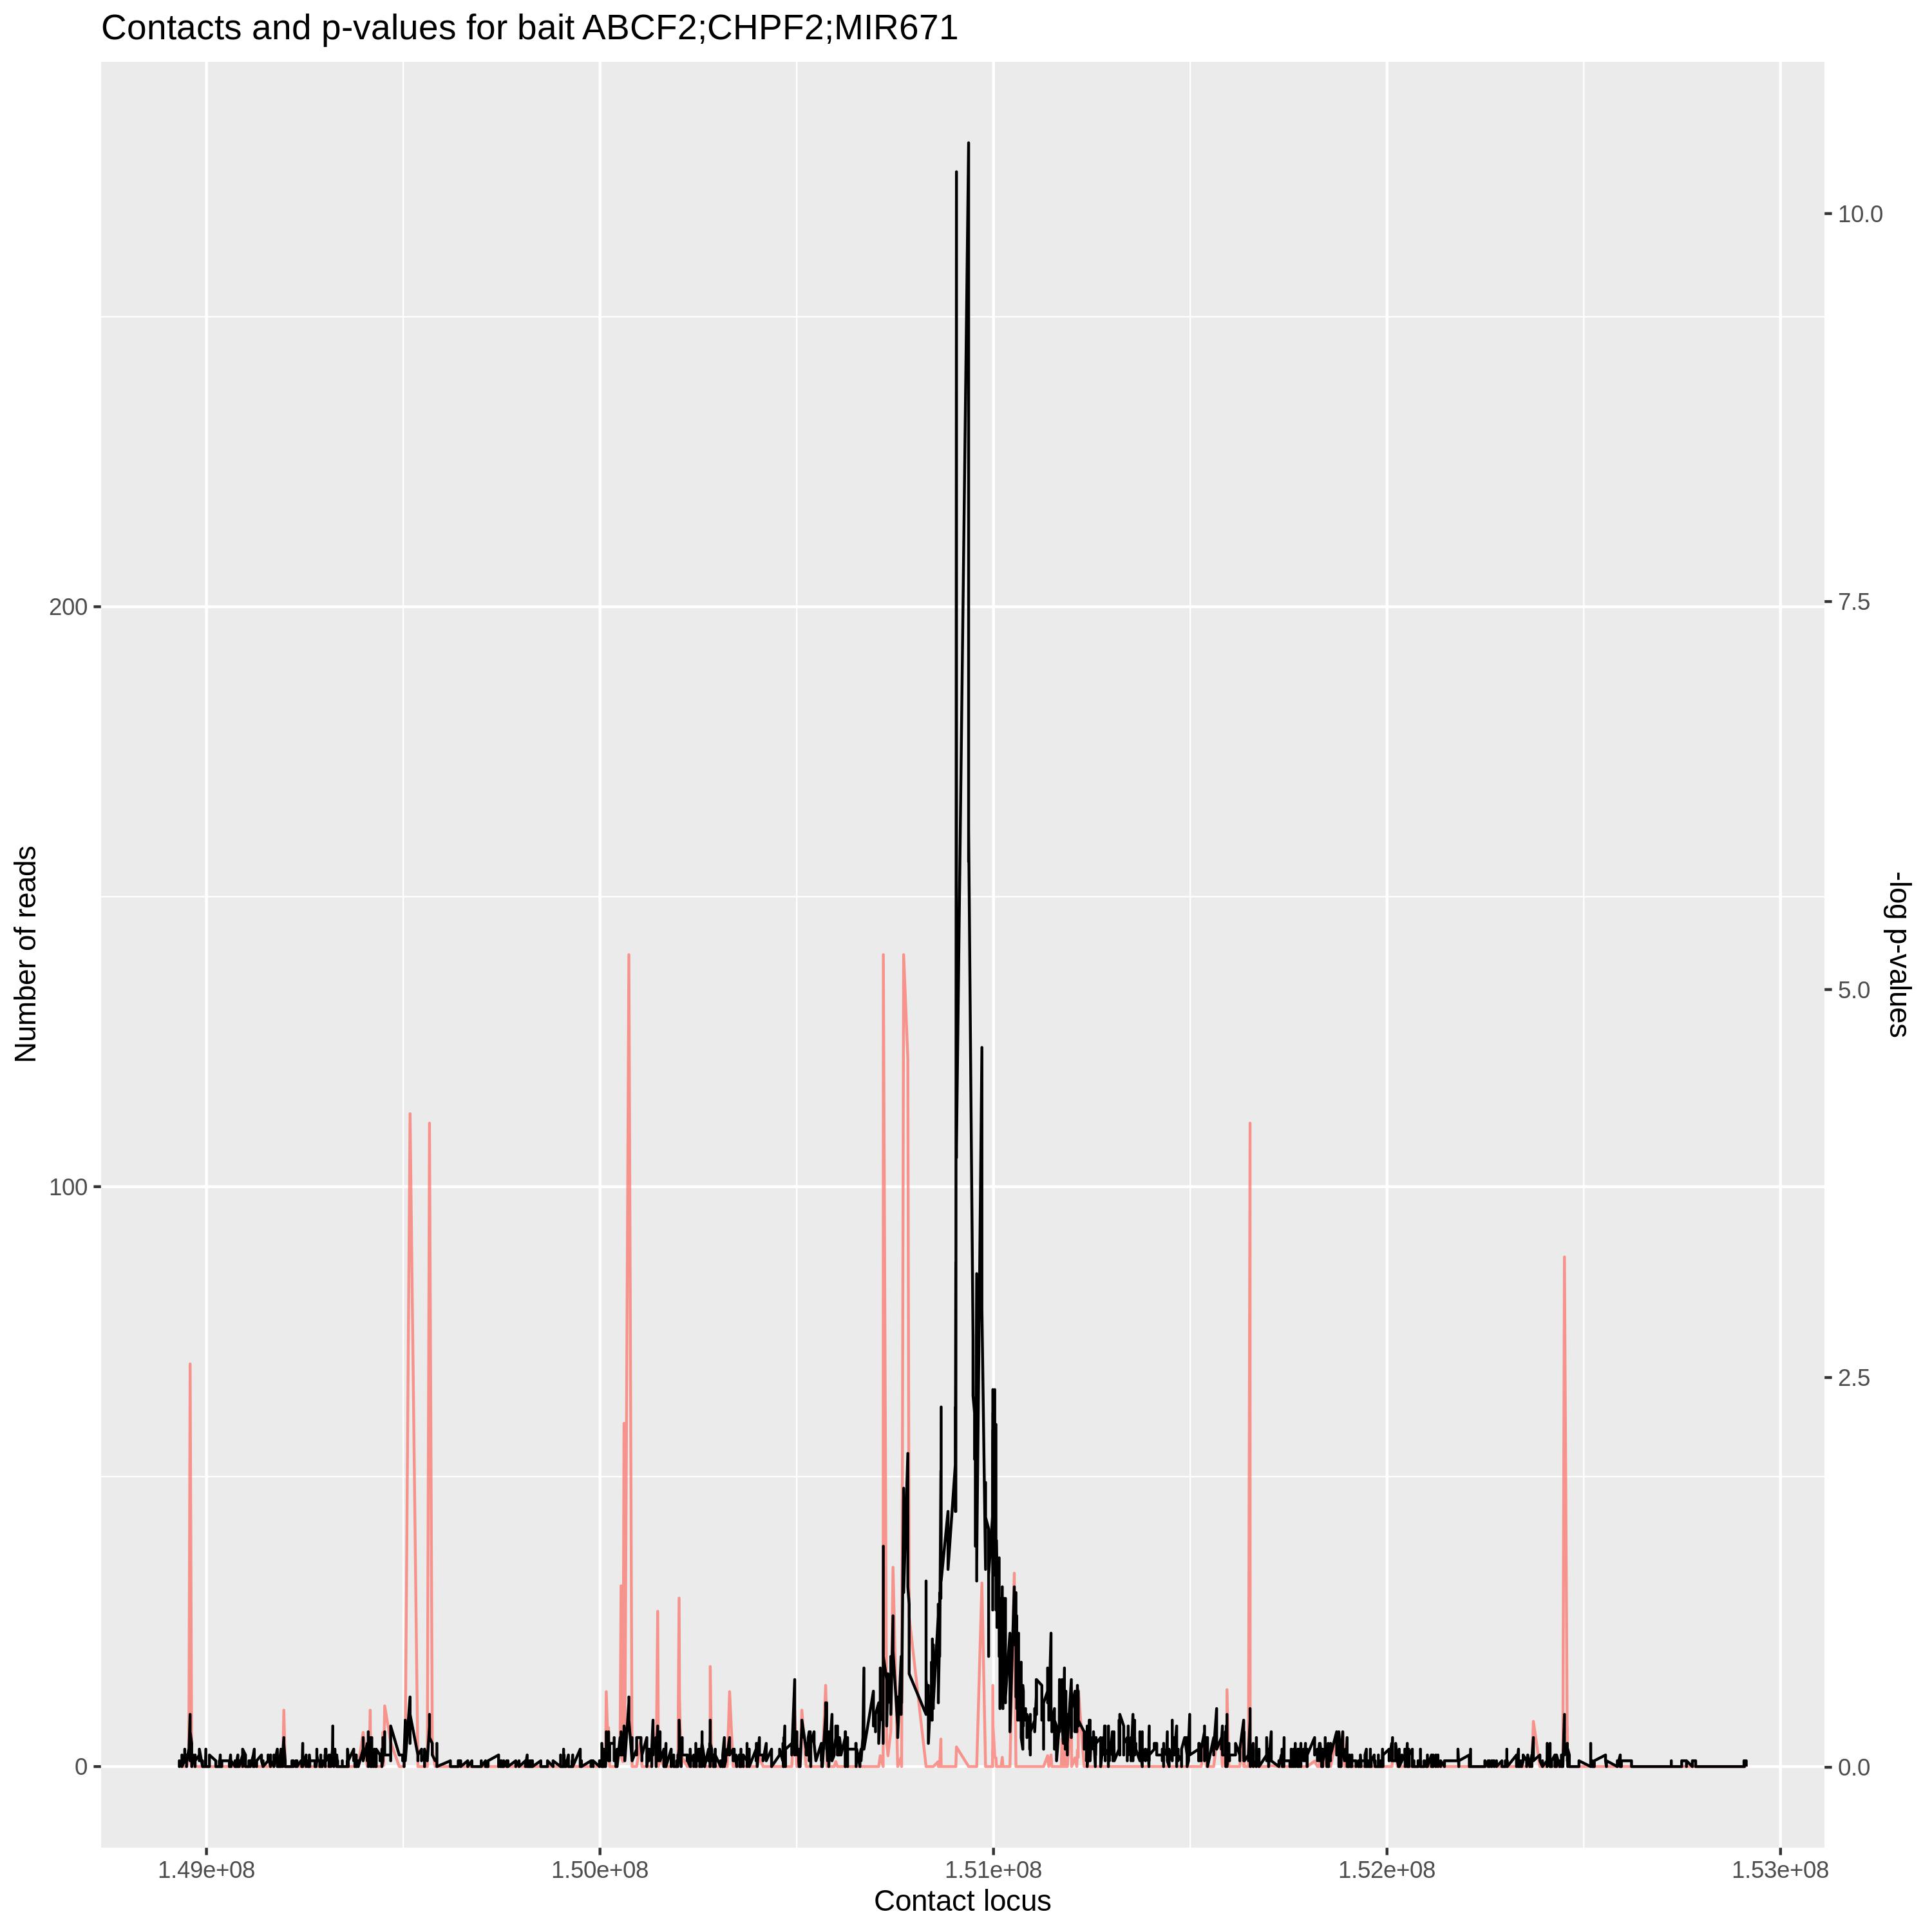 Contacts and p-values for bait ABCF2;CHPF2;MIR671
Number of reads
200
100
0
10.0
7.5
5.0
2.5
0.0
-log p-values
1.49e+08
1.50e+08
1.51e+08
1.52e+08
1.53e+08
Contact locus